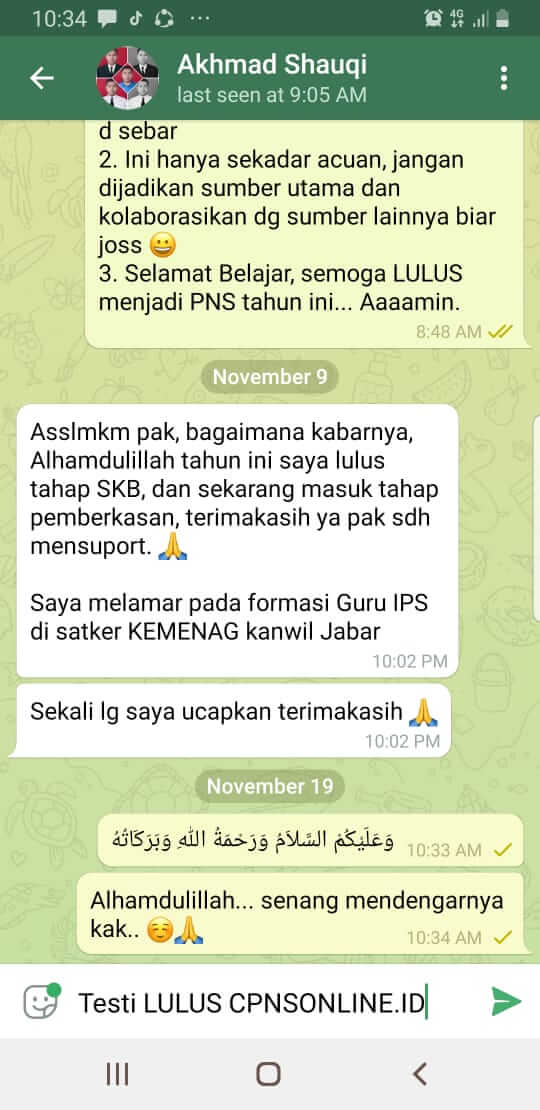 10:34
4G
Akhmad Shauqi
last seen at 9:05 AM
d sebar
2. Ini hanya sekadar acuan, jangan
dijadikan sumber utama dan
kolaborasikan dg sumber lainnya biar
joss 😀
3. Selamat Belajar, semoga LULUS
menjadi PNS tahun ini... Aaaamin.
8:48 AM
November 9
Asslmkm pak, bagaimana kabarnya,
Alhamdulillah tahun ini saya lulus
tahap SKB, dan sekarang masuk tahap
pemberkasan, terimakasih ya pak sdh
mensuport. 🙏
Saya melamar pada formasi Guru IPS
di satker KEMENAG kanwil Jabar
10:02 PM
Sekali lg saya ucapkan terimakasih 🙏
10:02 PM
November 19
وَعَلَيْكُمْ السَّلاَمُ وَرَحْمَةُ اللهِ وَبَرَكَاتُهُ
10:33 AM
Alhamdulillah... senang mendengarnya
kak.. ☺️🙏
10:34 AM
Testi LULUS CPNSONLINE.ID